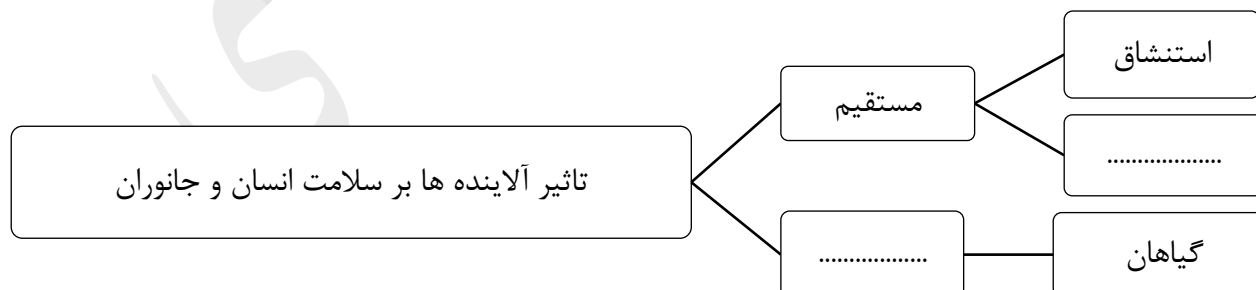 استنشاق
مستقیم
...................
تاثیر آلاینده ها بر سلامت انسان و جانوران
..................
گیاهان